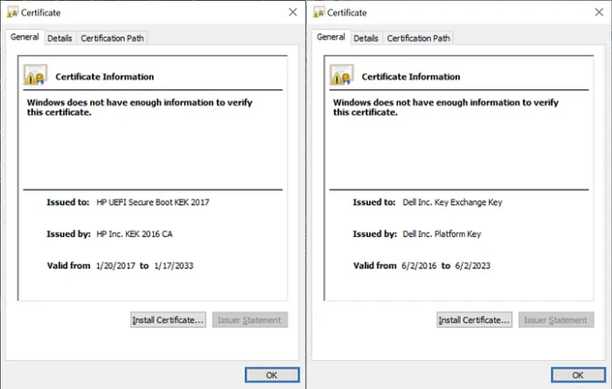 Certificate
General Details Certification Path
Certificate Information
Windows does not have enough information to verify
this certificate.
Issued to: HP UEFI Secure Boot KEK 2017
Issued by: HP Inc. KEK 2016 CA
Valid from 1/20/2017 to 1/17/2033
Install Certificate... Issuer Statement
OK
Certificate
General Details Certification Path
Certificate Information
Windows does not have enough information to verify
this certificate.
Issued to: Dell Inc. Key Exchange Key
Issued by: Dell Inc. Platform Key
Valid from 6/2/2016 to 6/2/2023
Install Certificate... Issuer Statement
OK